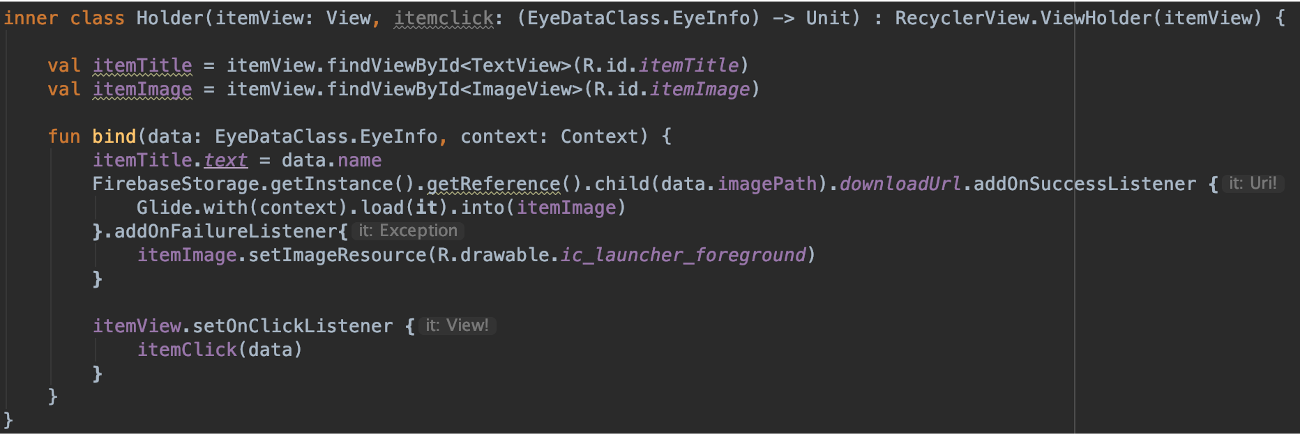 inner class Holder(itemView: View, itemclick: (EyeDataClass.EyeInfo) -> Unit) : RecyclerView.ViewHolder(itemView) {
val itemTitle = itemView.findViewById<TextView>(R.id.itemTitle)
val itemImage = itemView.findViewById<ImageView>(R.id.itemImage)
fun bind(data: EyeDataClass.EyeInfo, context: Context) {
itemTitle.text = data.name
FirebaseStorage.getInstance().getReference().child(data.imagePath).downloadUrl.addOnSuccessListener { it: Uri!
Glide.with(context).load(it).into(itemImage)
}.addOnFailureListener{ it: Exception
itemImage.setImageResource(R.drawable.ic_launcher_foreground)
}
itemView.setOnClickListener { it: View!
itemClick(data)
}
}
}